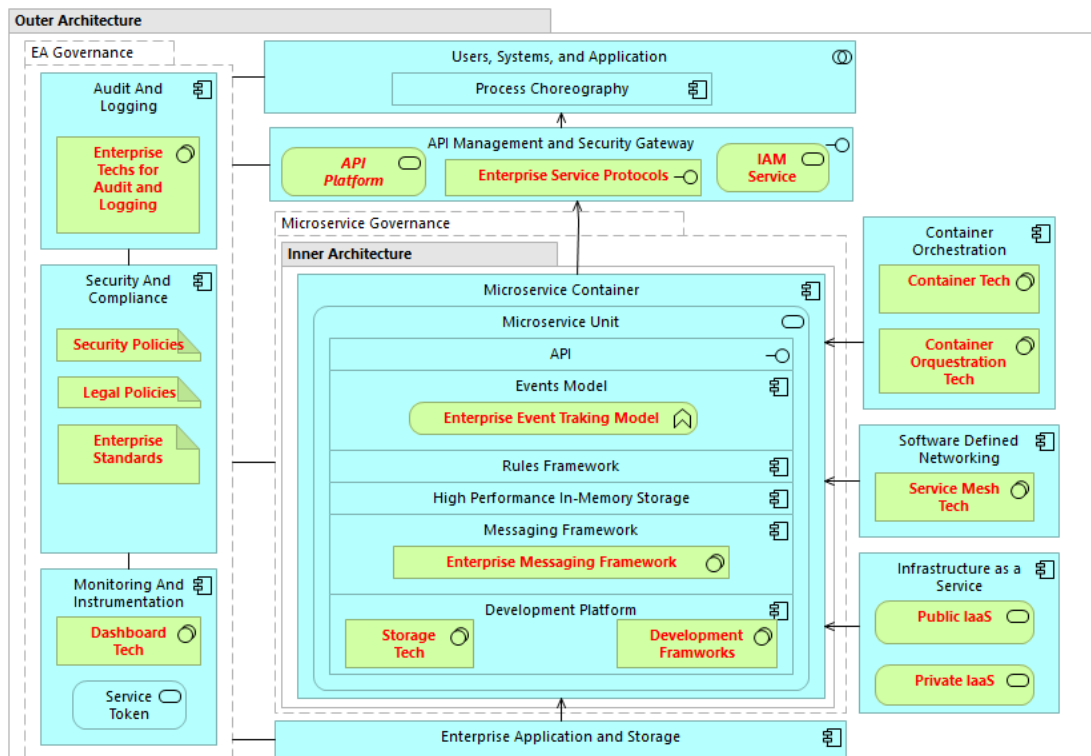 Outer Architecture
EA Governance
Audit And
Logging
Enterprise
Techs for
Audit and
Logging
Security And
Compliance
Security Policies
Legal Policies
Enterprise
Standards
Monitoring And
Instrumentation
Dashboard
Tech
Service
Token
Users, Systems, and Application
Process Choreography
API Management and Security Gateway
API
Platform
Enterprise Service Protocols
IAM
Service
Microservice Governance
Inner Architecture
Microservice Container
Microservice Unit
API
Events Model
Enterprise Event Traking Model
Rules Framework
High Performance In-Memory Storage
Messaging Framework
Enterprise Messaging Framework
Development Platform
Storage
Tech
Development
Framworks
Enterprise Application and Storage
Container
Orchestration
Container Tech
Container
Orquestration
Tech
Software Defined
Networking
Service Mesh
Tech
Infrastructure as a
Service
Public IaaS
Private IaaS